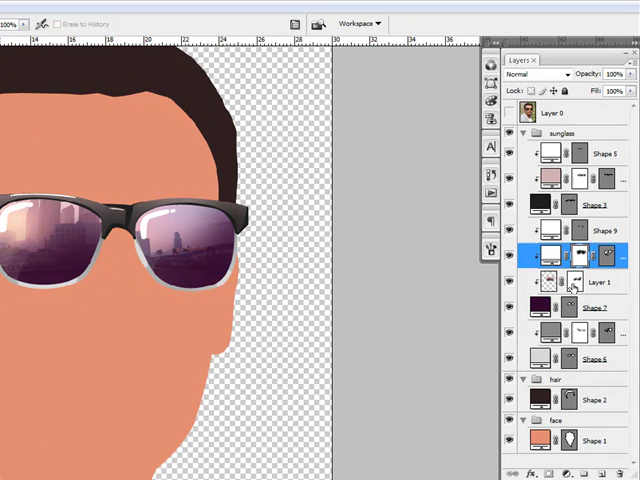 100%
Erase to History
Workspace
12 14 16 18 20 22 24 26 28 30 32 34 36
Layers
Normal
Opacity: 100%
Lock:
Fill: 100%
Layer 0
sunglass
Shape 5
...
Shape 3
Shape 9
...
Layer 1
Shape 7
...
Shape 6
hair
Shape 2
face
Shape 1